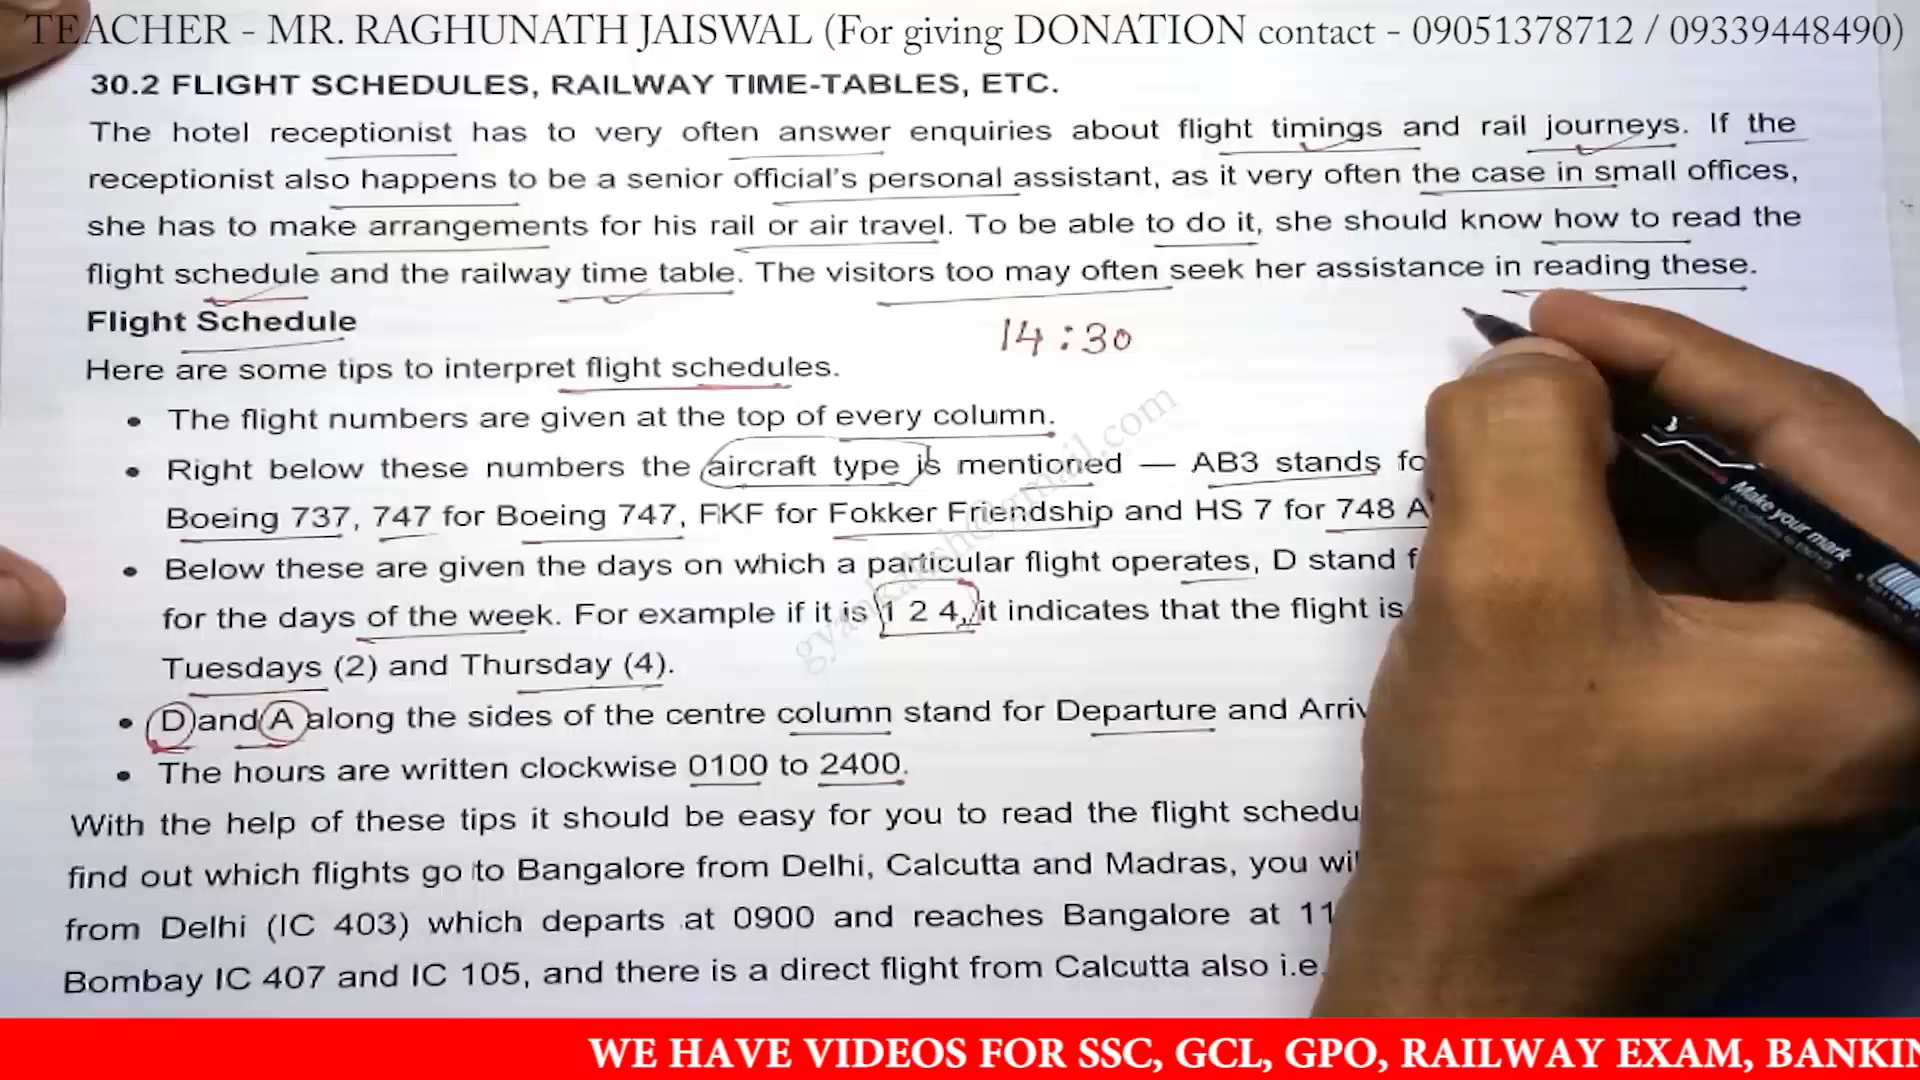 TEACHER - MR. RAGHUNATH JAISWAL (For giving DONATION contact - 09051378712 / 09339448490)
30.2 FLIGHT SCHEDULES, RAILWAY TIME-TABLES, ETC.
The hotel receptionist has to very often answer enquiries about flight timings and rail journeys. If the
receptionist also happens to be a senior official's personal assistant, as it very often the case in small offices,
she has to make arrangements for his rail or air travel. To be able to do it, she should know how to read the
flight schedule and the railway time table. The visitors too may often seek her assistance in reading these.
Flight Schedule
14:30
Here are some tips to interpret flight schedules.
• The flight numbers are given at the top of every column.
• Right below these numbers the aircraft type is mentioned — AB3 stands
Boeing 737, 747 for Boeing 747, FKF for Fokker Friendship and HS 7 for 748
• Below these are given the days on which a particular flight operates, D stand
for the days of the week. For example if it is 1 2 4, it indicates that the flight is
Tuesdays (2) and Thursday (4).
• D and A along the sides of the centre column stand for Departure and
• The hours are written clockwise 0100 to 2400.
With the help of these tips it should be easy for you to read the flight
find out which flights go to Bangalore from Delhi, Calcutta and Madras, you
from Delhi (IC 403) which departs at 0900 and reaches Bangalore at
Bombay IC 407 and IC 105, and there is a direct flight from Calcutta also i.e.
gyankaksh@gmail.com
Make your mark
WE HAVE VIDEOS FOR SSC, GCL, GPO, RAILWAY EXAM,